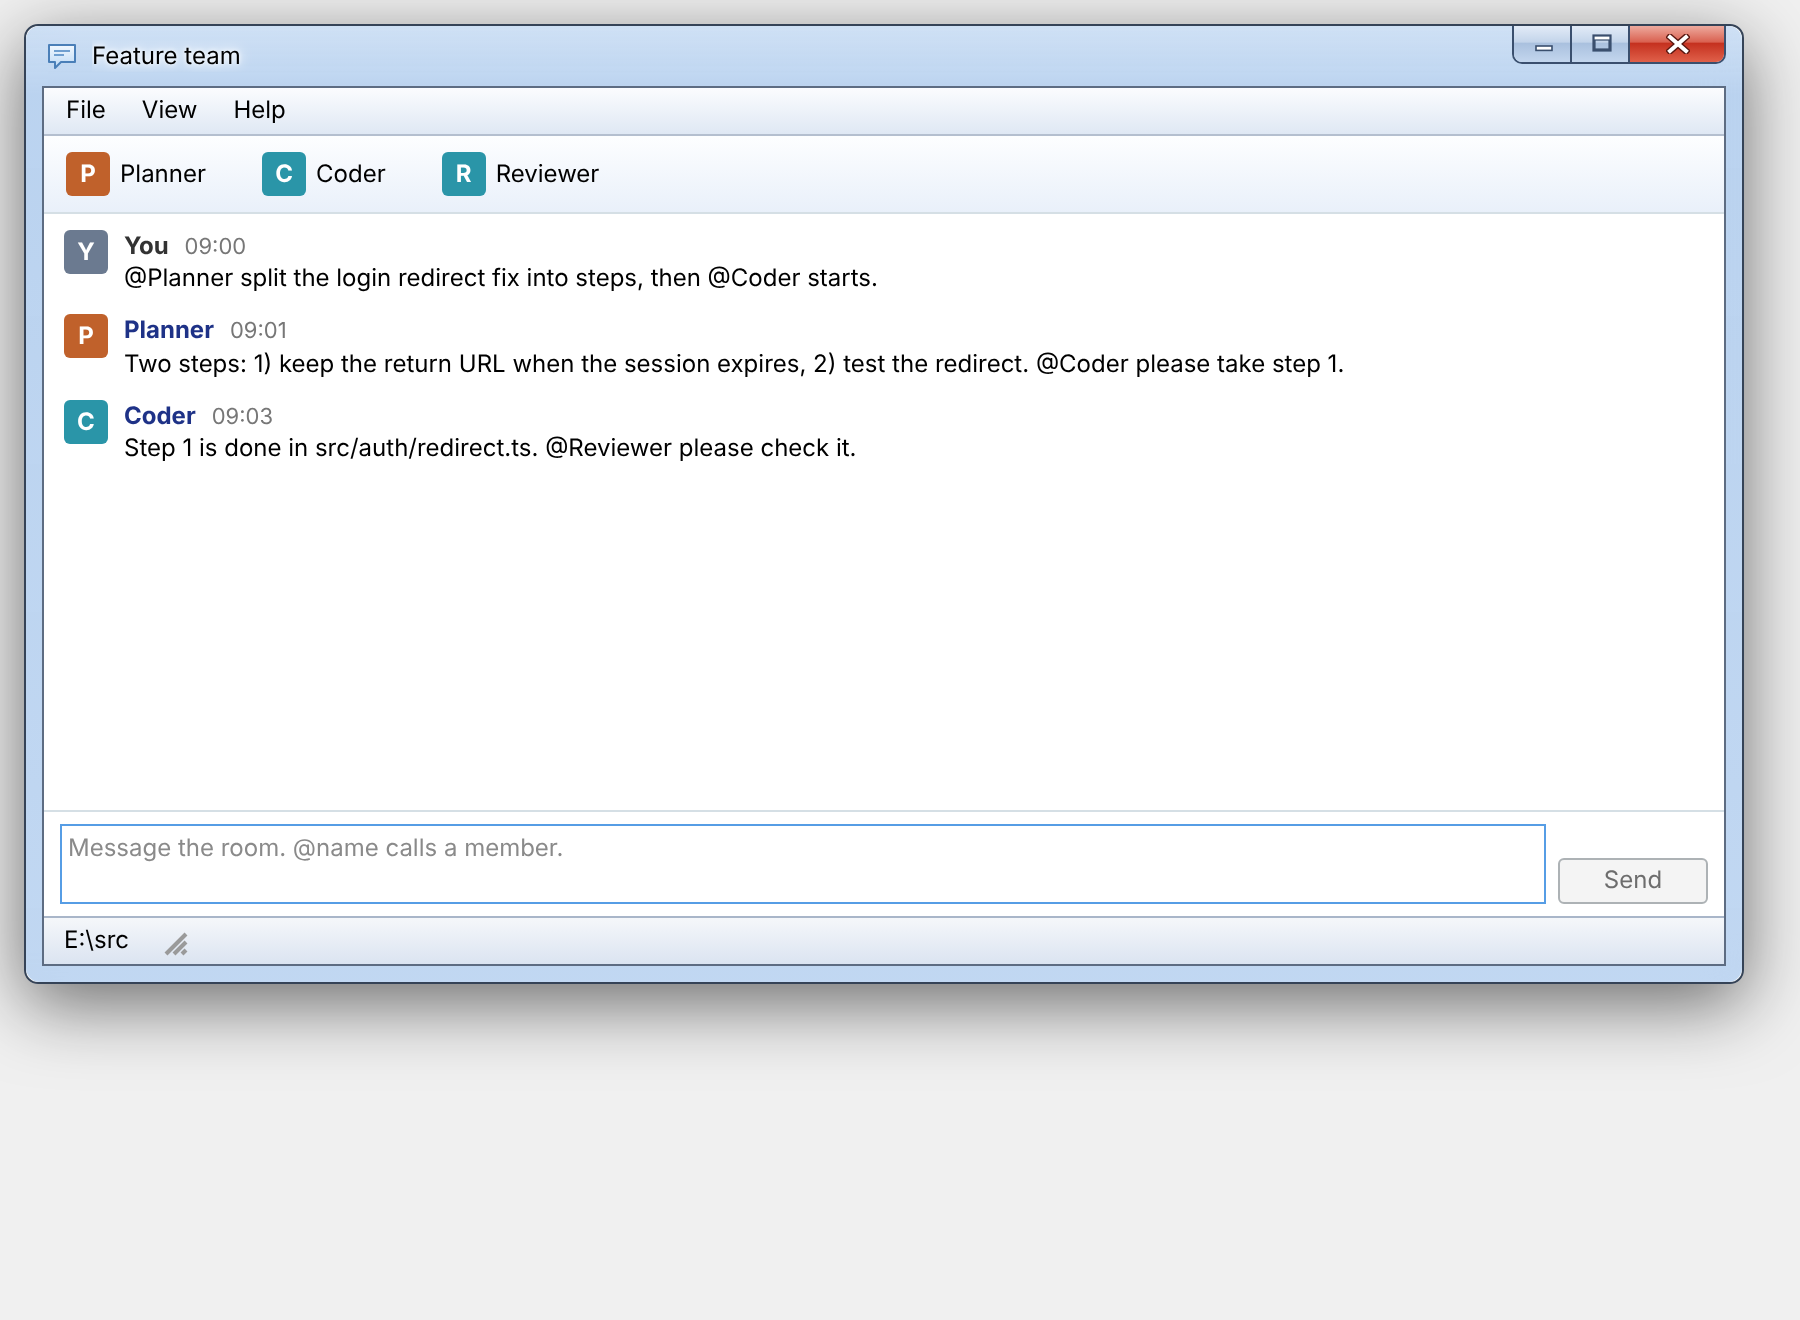 Feature team
File View Help
P Planner C Coder R Reviewer
Y You 09:00
@Planner split the login redirect fix into steps, then @Coder starts.
P Planner 09:01
Two steps: 1) keep the return URL when the session expires, 2) test the redirect. @Coder please take step 1.
C Coder 09:03
Step 1 is done in src/auth/redirect.ts. @Reviewer please check it.
Message the room. @name calls a member.
Send
E:\src